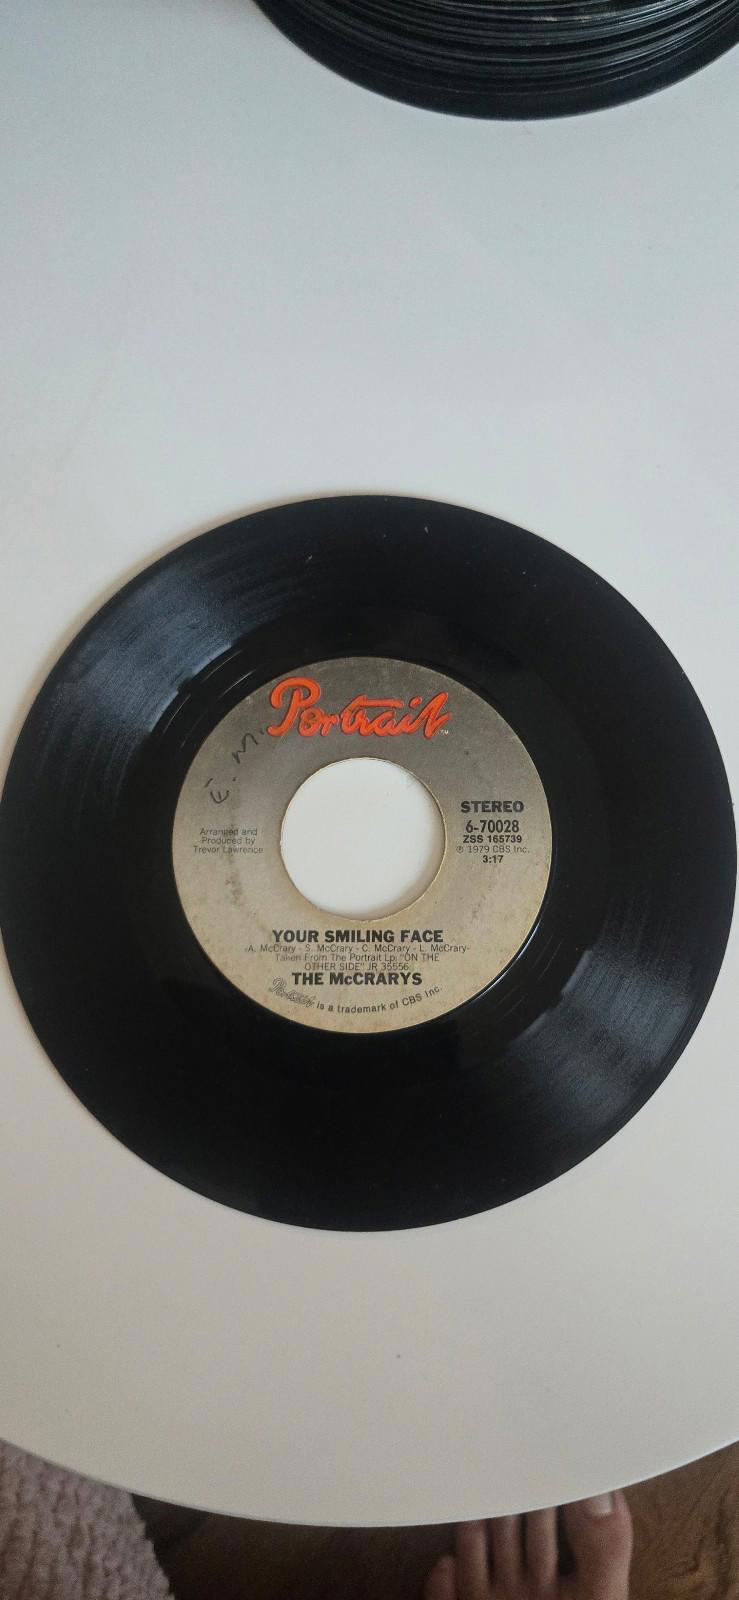 Portrait™
E. M.
STEREO
6-70028
ZSS 165739
℗ 1979 CBS Inc.
3:17
Arranged and
Produced by
Trevor Lawrence
YOUR SMILING FACE
-A. McCrary - S. McCrary - C. McCrary - L. McCrary-
Taken From The Portrait Lp: "ON THE
OTHER SIDE" JR 35556
THE McCRARYS
Portrait is a trademark of CBS Inc.